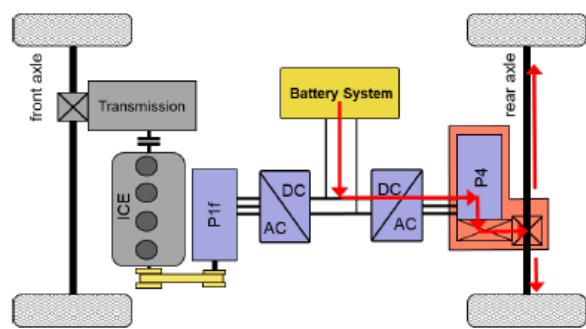 front axle
Transmission
ICE
P1f
DC
AC
Battery System
DC
AC
P4
rear axle